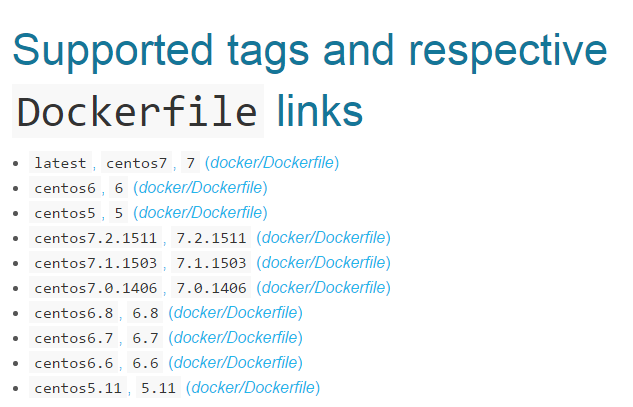 Supported tags and respective
Dockerfile links
• latest, centos7, 7 (docker/Dockerfile)
• centos6, 6 (docker/Dockerfile)
• centos5, 5 (docker/Dockerfile)
• centos7.2.1511, 7.2.1511 (docker/Dockerfile)
• centos7.1.1503, 7.1.1503 (docker/Dockerfile)
• centos7.0.1406, 7.0.1406 (docker/Dockerfile)
• centos6.8, 6.8 (docker/Dockerfile)
• centos6.7, 6.7 (docker/Dockerfile)
• centos6.6, 6.6 (docker/Dockerfile)
• centos5.11, 5.11 (docker/Dockerfile)